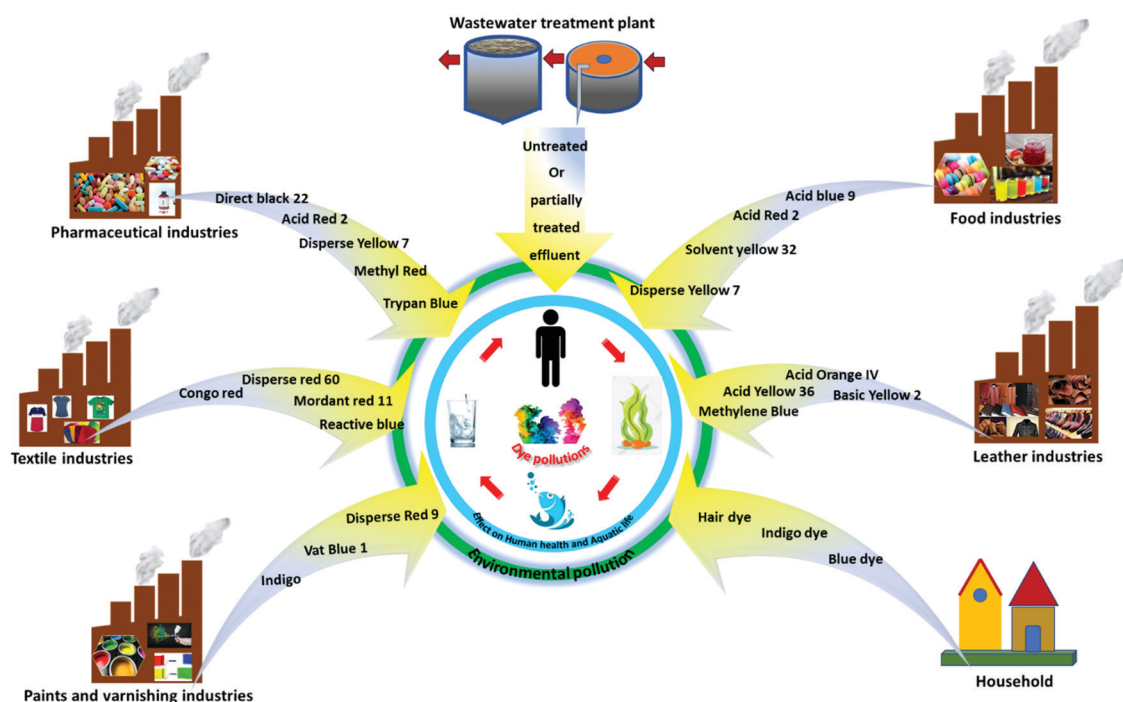 Wastewater treatment plant
Untreated
Or
partially
treated
effluent
Pharmaceutical industries
Direct black 22
Acid Red 2
Disperse Yellow 7
Methyl Red
Trypan Blue
Food industries
Acid blue 9
Acid Red 2
Solvent yellow 32
Disperse Yellow 7
Textile industries
Congo red
Disperse red 60
Mordant red 11
Reactive blue
Leather industries
Acid Orange IV
Basic Yellow 2
Acid Yellow 36
Methylene Blue
Paints and varnishing industries
Indigo
Vat Blue 1
Disperse Red 9
Household
Hair dye
Indigo dye
Blue dye
Dye pollutions
Effect on Human health and Aquatic life
Environmental pollution